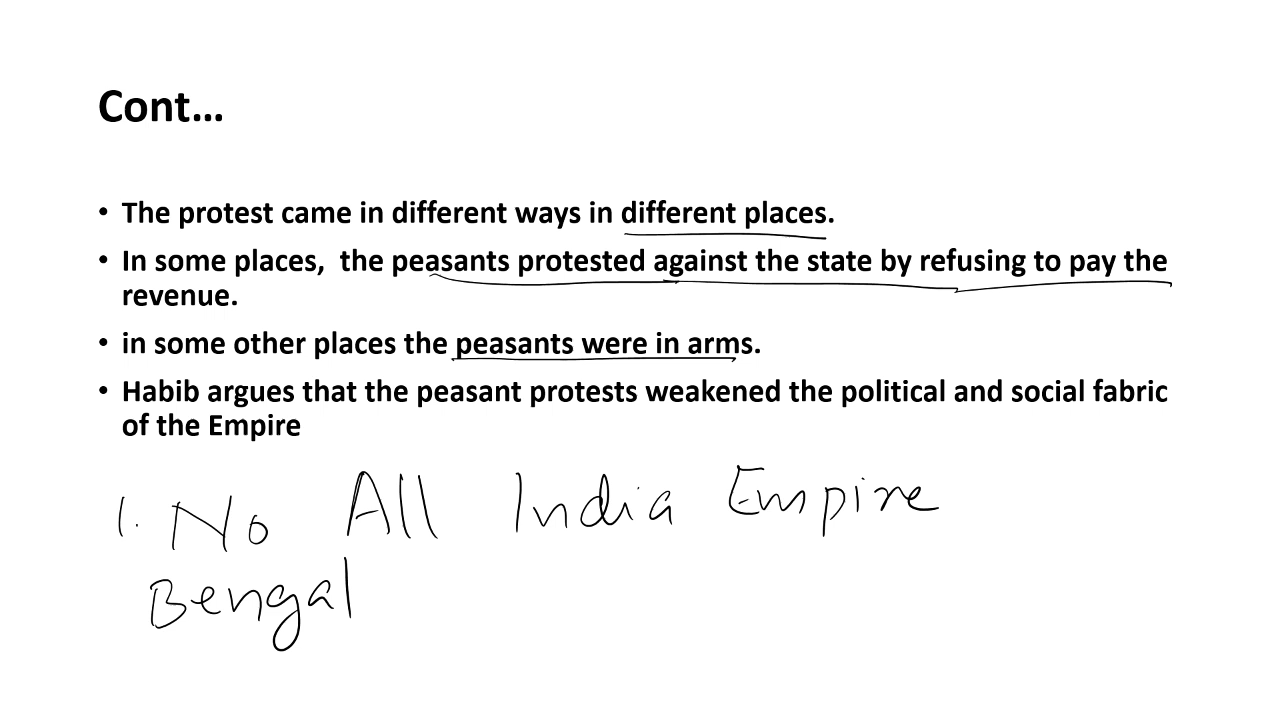 Cont…
• The protest came in different ways in different places.
• In some places, the peasants protested against the state by refusing to pay the
revenue.
• in some other places the peasants were in arms.
• Habib argues that the peasant protests weakened the political and social fabric
of the Empire
1. No All India Empire
Bengal